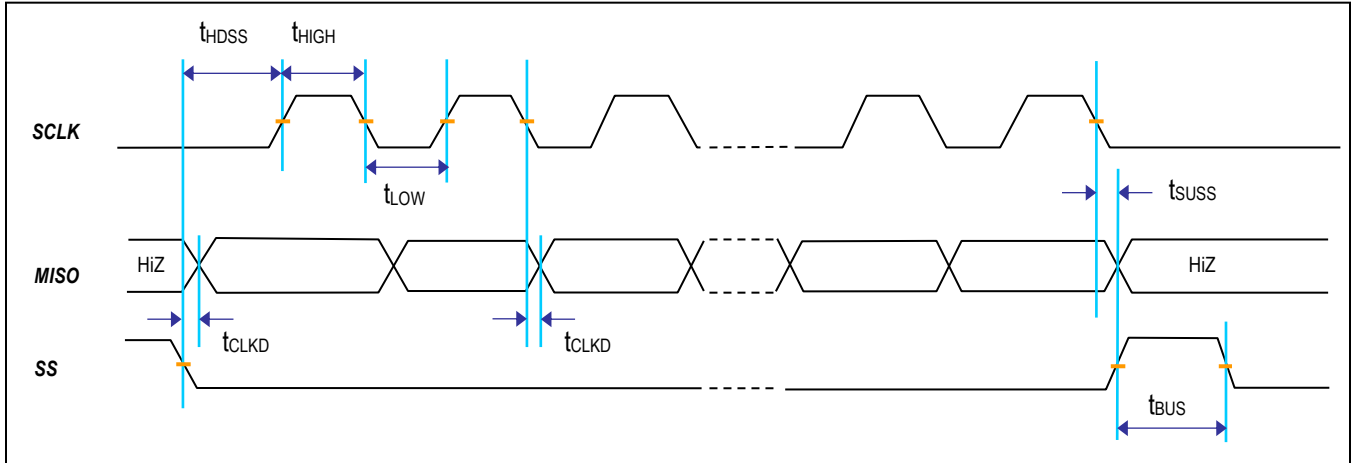 tHDSS tHIGH
SCLK
tLOW
tSUSS
HiZ HiZ
MISO
tCLKD tCLKD
SS
tBUS